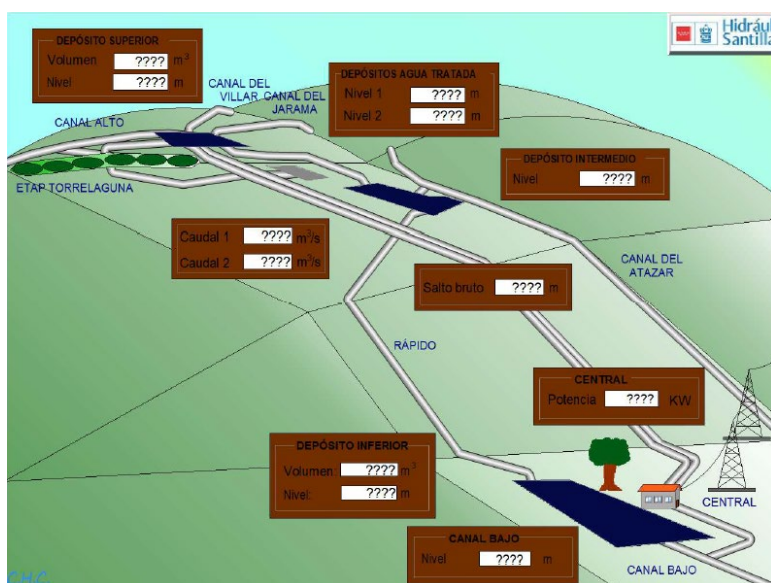 DEPÓSITO SUPERIOR
Volumen ???? m³
Nivel ???? m
Hidrául
Santilla
DEPÓSITOS AGUA TRATADA
Nivel 1 ???? m
Nivel 2 ???? m
CANAL DEL
VILLAR
CANAL DEL
JARAMA
CANAL ALTO
ETAP TORRELAGUNA
DEPÓSITO INTERMEDIO
Nivel ???? m
Caudal 1 ???? m³/s
Caudal 2 ???? m³/s
CANAL DEL
ATAZAR
Salto bruto ???? m
RÁPIDO
CENTRAL
Potencia ???? KW
DEPÓSITO INFERIOR
Volumen: ???? m³
Nivel: ???? m
CENTRAL
CANAL BAJO
Nivel ???? m
CANAL BAJO
C.H.C.